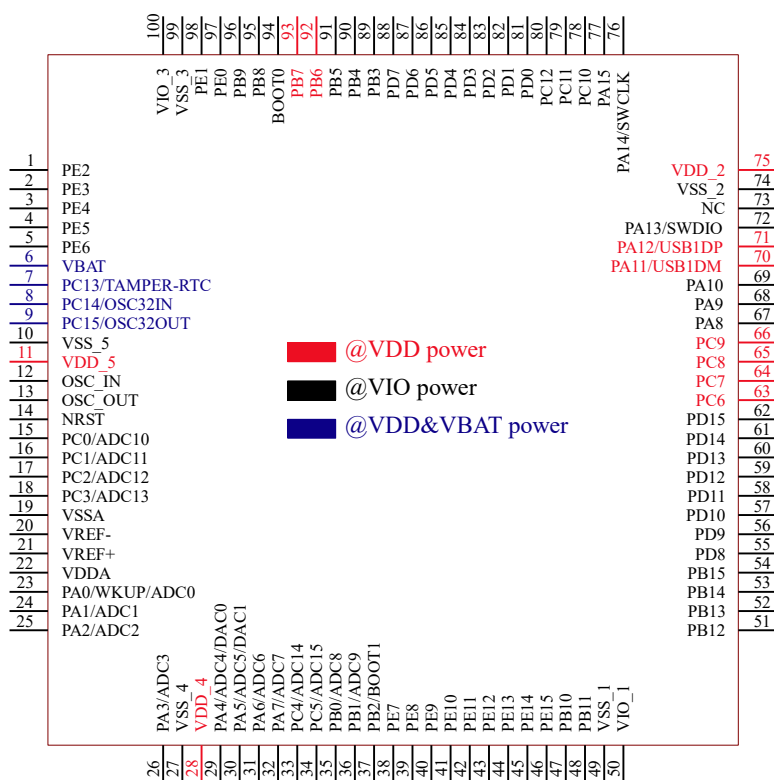 100 99 98 97 96 95 94 93 92 91 90 89 88 87 86 85 84 83 82 81 80 79 78 77 76
VIO_3 VSS_3 PE1 PE0 PB9 PB8 BOOT0 PB7 PB6 PB5 PB4 PB3 PD7 PD6 PD5 PD4 PD3 PD2 PD1 PD0 PC12 PC11 PC10 PA15 PA14/SWCLK
1 PE2
2 PE3
3 PE4
4 PE5
5 PE6
6 VBAT
7 PC13/TAMPER-RTC
8 PC14/OSC32IN
9 PC15/OSC32OUT
10 VSS_5
11 VDD_5
12 OSC_IN
13 OSC_OUT
14 NRST
15 PC0/ADC10
16 PC1/ADC11
17 PC2/ADC12
18 PC3/ADC13
19 VSSA
20 VREF-
21 VREF+
22 VDDA
23 PA0/WKUP/ADC0
24 PA1/ADC1
25 PA2/ADC2
@VDD power
@VIO power
@VDD&VBAT power
VDD_2 75
VSS_2 74
NC 73
PA13/SWDIO 72
PA12/USB1DP 71
PA11/USB1DM 70
PA10 69
PA9 68
PA8 67
PC9 66
PC8 65
PC7 64
PC6 63
PD15 62
PD14 61
PD13 60
PD12 59
PD11 58
PD10 57
PD9 56
PD8 55
PB15 54
PB14 53
PB13 52
PB12 51
PA3/ADC3 VSS_4 VDD_4 PA4/ADC4/DAC0 PA5/ADC5/DAC1 PA6/ADC6 PA7/ADC7 PC4/ADC14 PC5/ADC15 PB0/ADC8 PB1/ADC9 PB2/BOOT1 PE7 PE8 PE9 PE10 PE11 PE12 PE13 PE14 PE15 PB10 PB11 VSS_1 VIO_1
26 27 28 29 30 31 32 33 34 35 36 37 38 39 40 41 42 43 44 45 46 47 48 49 50